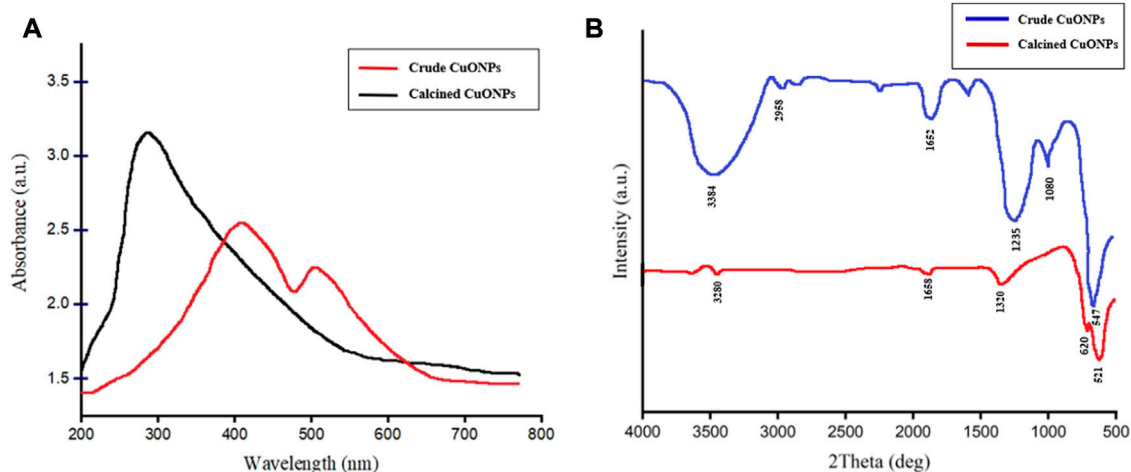 A
Crude CuONPs
Calcined CuONPs
Absorbance (a.u.)
3.5
3.0
2.5
2.0
1.5
200 300 400 500 600 700 800
Wavelength (nm)
B
Crude CuONPs
Calcined CuONPs
Intensity (a.u.)
3384
2958
1652
1235
1080
547
3280
1658
1320
620
521
4000 3500 3000 2500 2000 1500 1000 500
2Theta (deg)